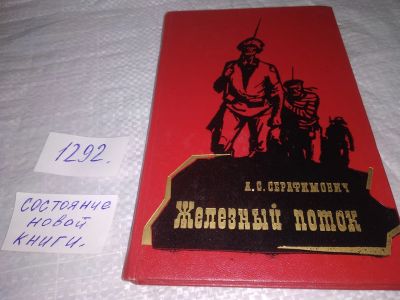 А.С.СЕРАФИМОВИЧ
Железный поток
1292.
СОСТОЯНИЕ
НОВОЙ
КНИГИ.